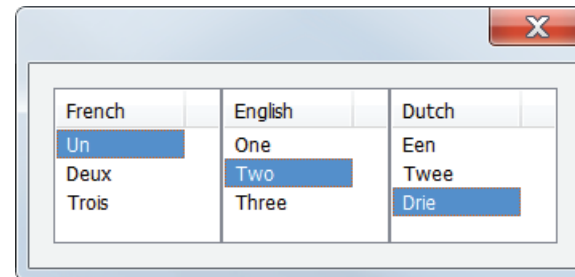 French English Dutch
Un One Een
Deux Two Twee
Trois Three Drie